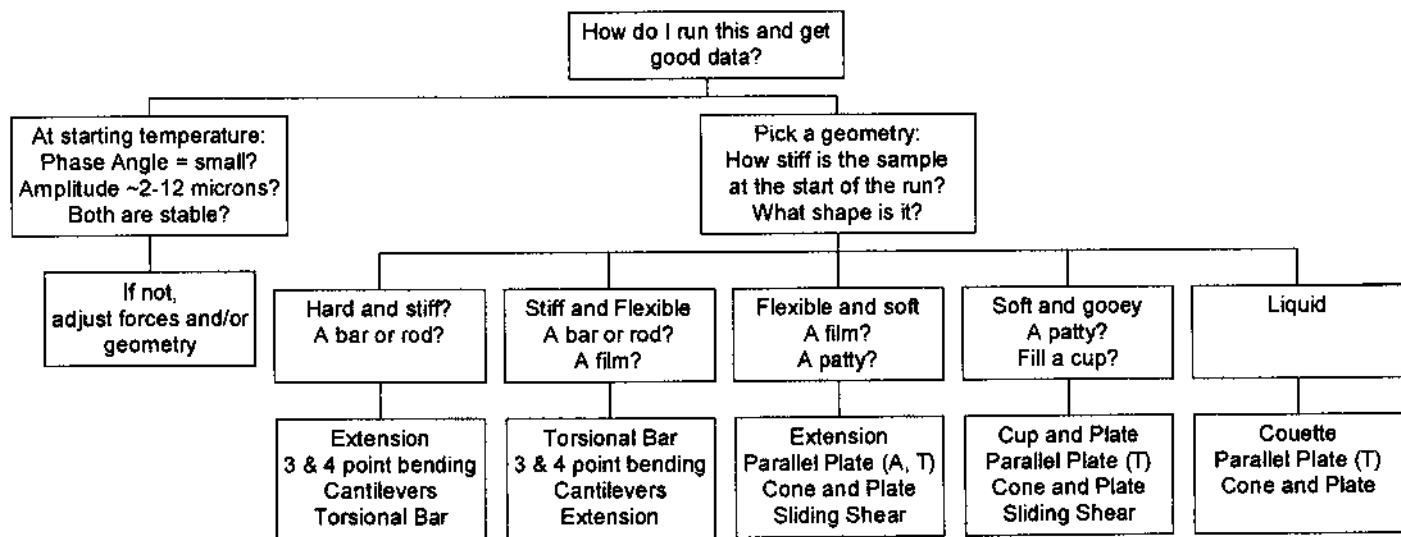 How do I run this and get
good data?
At starting temperature:
Phase Angle = small?
Amplitude ~2-12 microns?
Both are stable?
Pick a geometry:
How stiff is the sample
at the start of the run?
What shape is it?
If not,
adjust forces and/or
geometry
Hard and stiff?
A bar or rod?
Stiff and Flexible
A bar or rod?
A film?
Flexible and soft
A film?
A patty?
Soft and gooey
A patty?
Fill a cup?
Liquid
Extension
3 & 4 point bending
Cantilevers
Torsional Bar
Torsional Bar
3 & 4 point bending
Cantilevers
Extension
Extension
Parallel Plate (A, T)
Cone and Plate
Sliding Shear
Cup and Plate
Parallel Plate (T)
Cone and Plate
Sliding Shear
Couette
Parallel Plate (T)
Cone and Plate